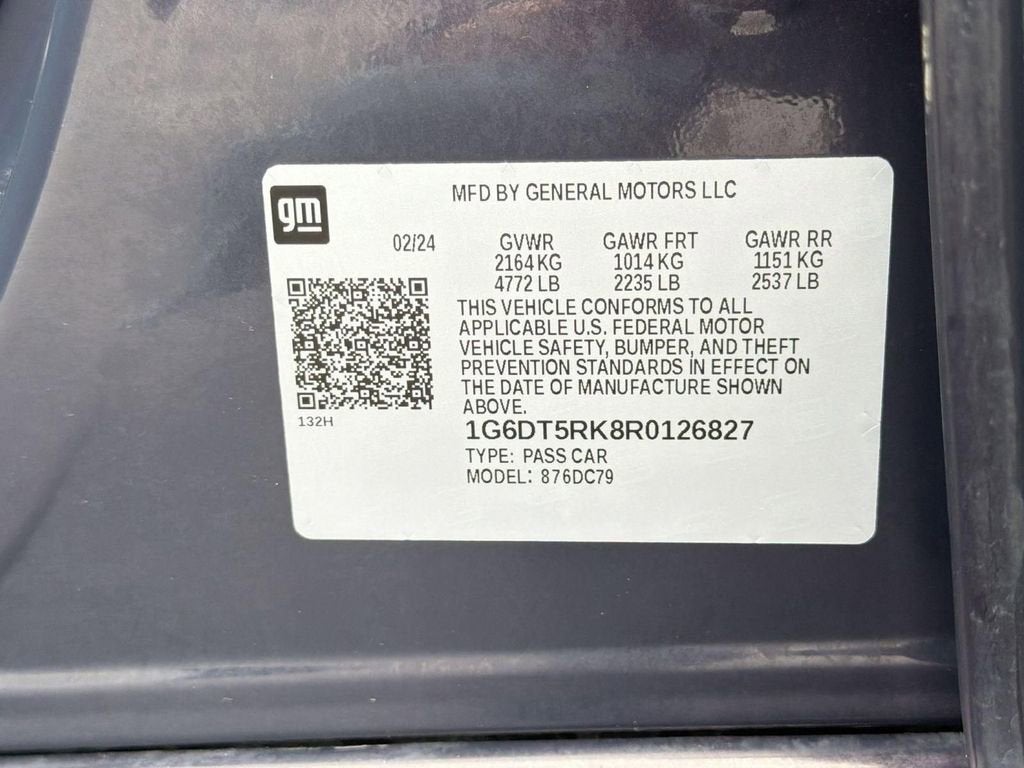 gm
MFD BY GENERAL MOTORS LLC
02/24 GVWR GAWR FRT GAWR RR
2164 KG 1014 KG 1151 KG
4772 LB 2235 LB 2537 LB
THIS VEHICLE CONFORMS TO ALL
APPLICABLE U.S. FEDERAL MOTOR
VEHICLE SAFETY, BUMPER, AND THEFT
PREVENTION STANDARDS IN EFFECT ON
THE DATE OF MANUFACTURE SHOWN
ABOVE.
132H
1G6DT5RK8R0126827
TYPE: PASS CAR
MODEL: 876DC79